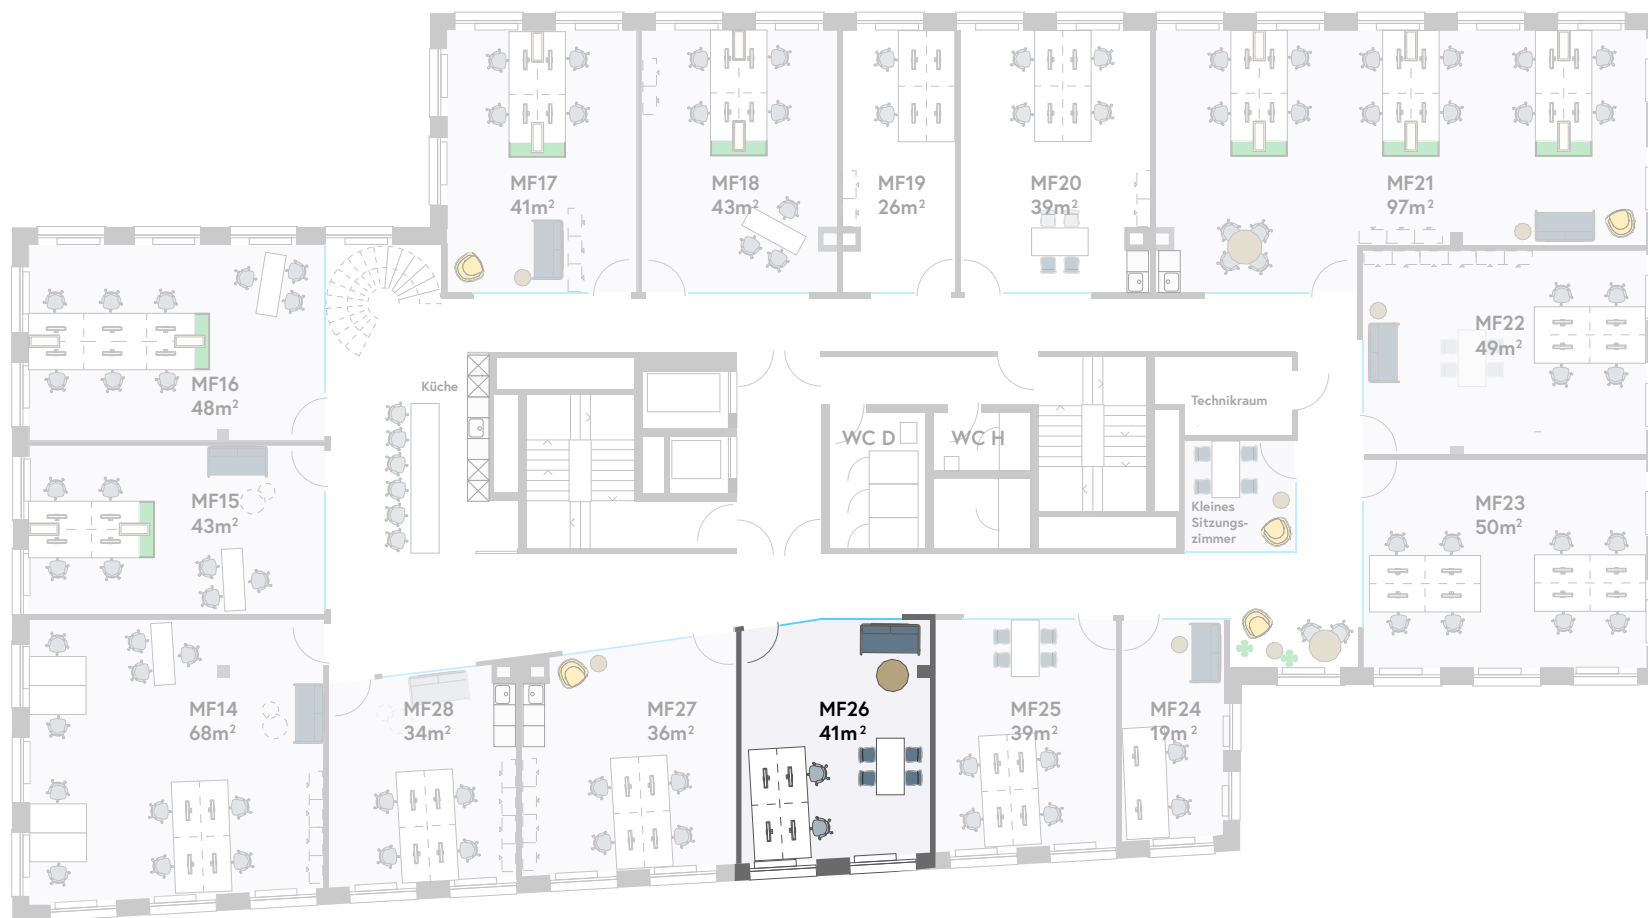 MF17
41m²
MF18
43m²
MF19
26m²
MF20
39m²
MF21
97m²
MF22
49m²
MF16
48m²
Küche
Technikraum
WC D
WC H
MF15
43m²
Kleines
Sitzungs-
zimmer
MF23
50m²
MF14
68m²
MF28
34m²
MF27
36m²
MF26
41m²
MF25
39m²
MF24
19m²